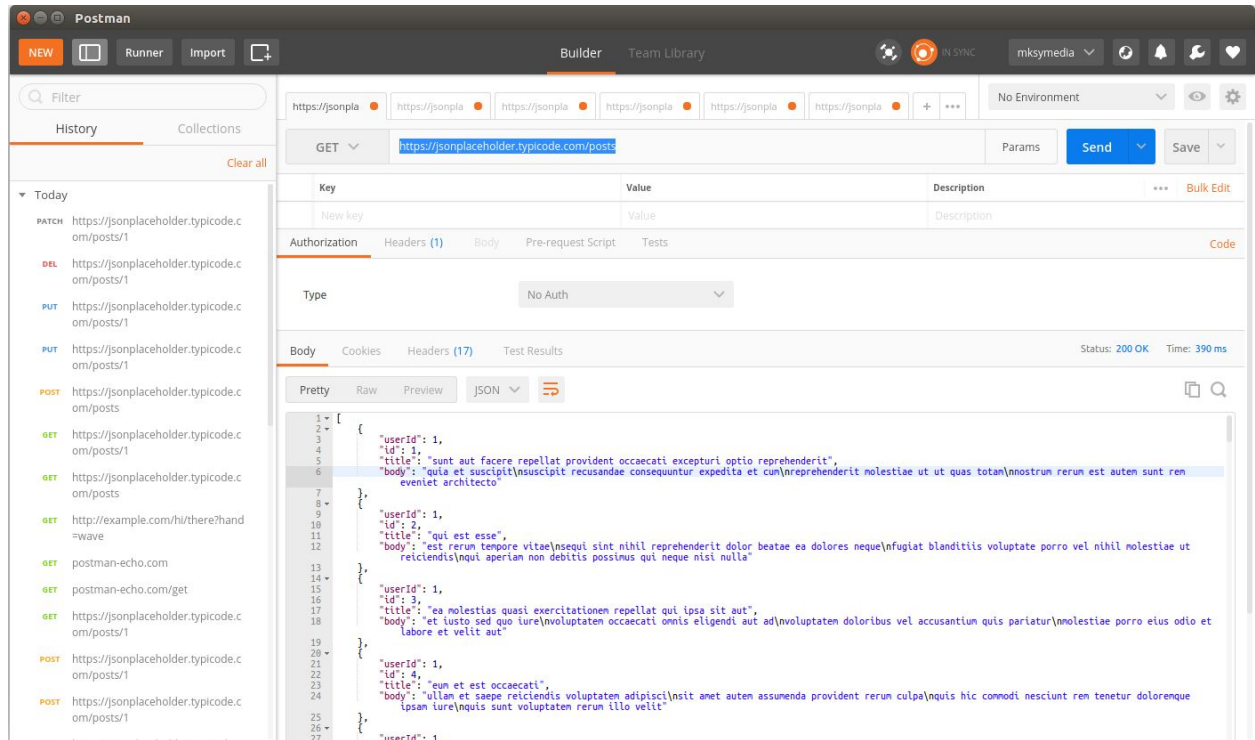 Postman
NEW Runner Import Builder Team Library IN SYNC mksymedia
Filter
History Collections
Clear all
Today
PATCH https://jsonplaceholder.typicode.c
om/posts/1
DEL https://jsonplaceholder.typicode.c
om/posts/1
PUT https://jsonplaceholder.typicode.c
om/posts/1
PUT https://jsonplaceholder.typicode.c
om/posts/1
POST https://jsonplaceholder.typicode.c
om/posts
GET https://jsonplaceholder.typicode.c
om/posts/1
GET https://jsonplaceholder.typicode.c
om/posts
GET http://example.com/hi/there?hand
=wave
GET postman-echo.com
GET postman-echo.com/get
GET https://jsonplaceholder.typicode.c
om/posts/1
POST https://jsonplaceholder.typicode.c
om/posts/1
POST https://jsonplaceholder.typicode.c
om/posts/1
https://jsonpla https://jsonpla https://jsonpla https://jsonpla https://jsonpla https://jsonpla + ••• No Environment
GET https://jsonplaceholder.typicode.com/posts Params Send Save
Key Value Description ••• Bulk Edit
New key Value Description
Authorization Headers (1) Body Pre-request Script Tests Code
Type No Auth
Body Cookies Headers (17) Test Results Status: 200 OK Time: 390 ms
Pretty Raw Preview JSON
1 [
2 {
3 "userId": 1,
4 "id": 1,
5 "title": "sunt aut facere repellat provident occaecati excepturi optio reprehenderit",
6 "body": "quia et suscipit\nsuscipit recusandae consequuntur expedita et cum\nreprehenderit molestiae ut ut quas totam\nnostrum rerum est autem sunt rem
eveniet architecto"
7 },
8 {
9 "userId": 1,
10 "id": 2,
11 "title": "qui est esse",
12 "body": "est rerum tempore vitae\nsequi sint nihil reprehenderit dolor beatae ea dolores neque\nfugiat blanditiis voluptate porro vel nihil molestiae ut
reiciendis\nqui aperiam non debitis possimus qui neque nisi nulla"
13 },
14 {
15 "userId": 1,
16 "id": 3,
17 "title": "ea molestias quasi exercitationem repellat qui ipsa sit aut",
18 "body": "et iusto sed quo iure\nvoluptatem occaecati omnis eligendi aut ad\nvoluptatem doloribus vel accusantium quis pariatur\nmolestiae porro eius odio et
labore et velit aut"
19 },
20 {
21 "userId": 1,
22 "id": 4,
23 "title": "eum et est occaecati",
24 "body": "ullam et saepe reiciendis voluptatem adipisci\nsit amet autem assumenda provident rerum culpa\nquis hic commodi nesciunt rem tenetur doloremque
ipsam iure\nquis sunt voluptatem rerum illo velit"
25 },
26 {
27 "userId": 1